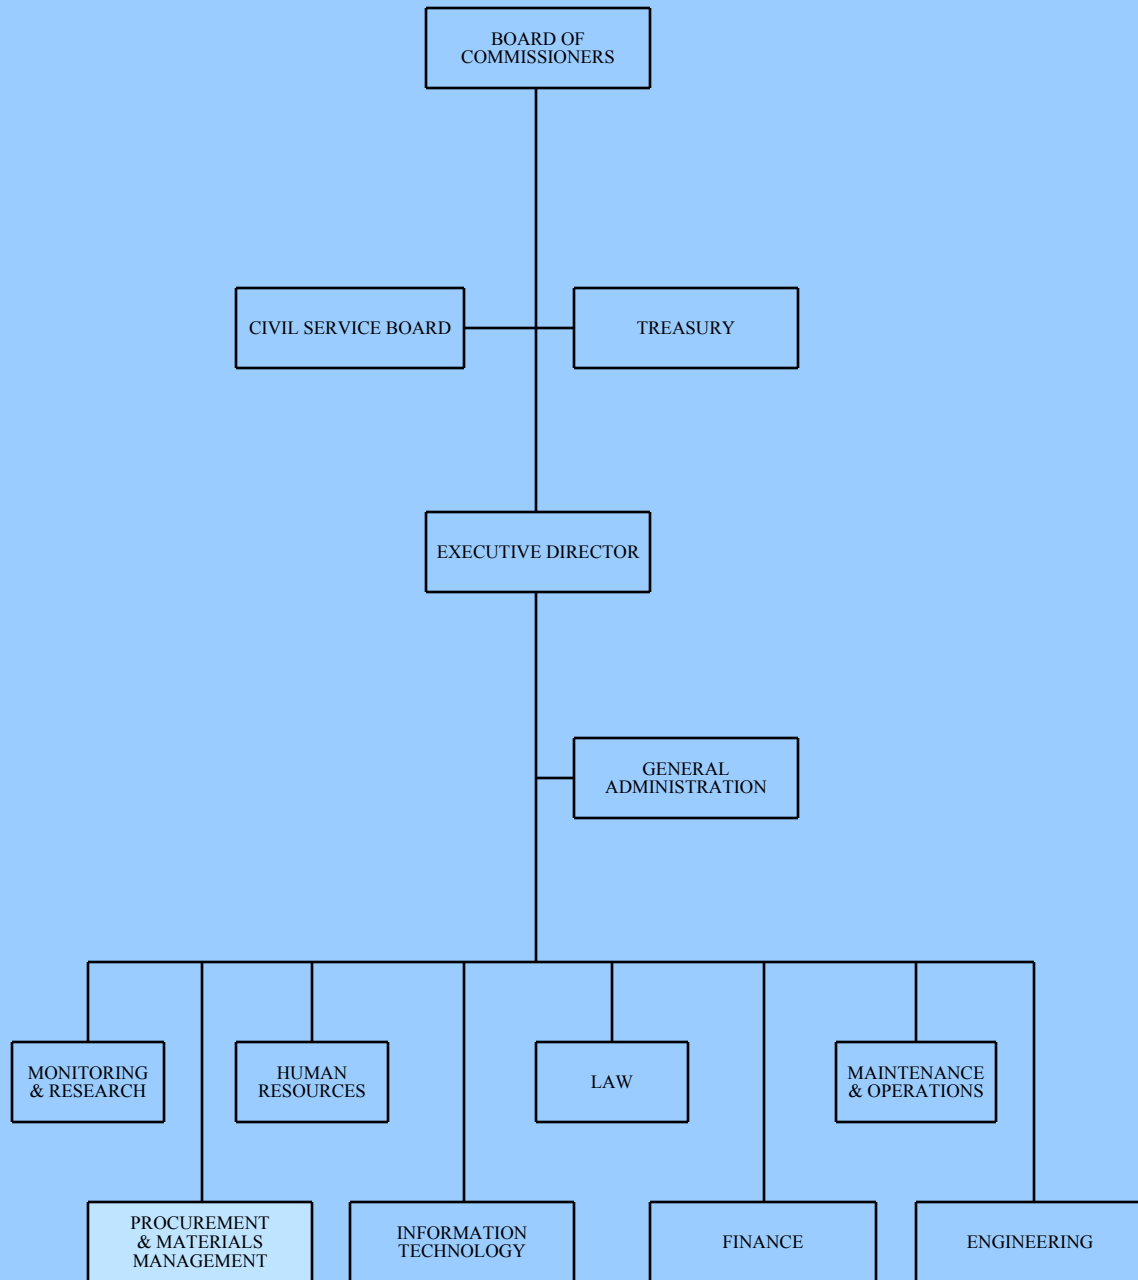 BOARD OF
COMMISSIONERS
CIVIL SERVICE BOARD
TREASURY
EXECUTIVE DIRECTOR
GENERAL
ADMINISTRATION
MONITORING
& RESEARCH
HUMAN
RESOURCES
LAW
MAINTENANCE
& OPERATIONS
PROCUREMENT
& MATERIALS
MANAGEMENT
INFORMATION
TECHNOLOGY
FINANCE
ENGINEERING